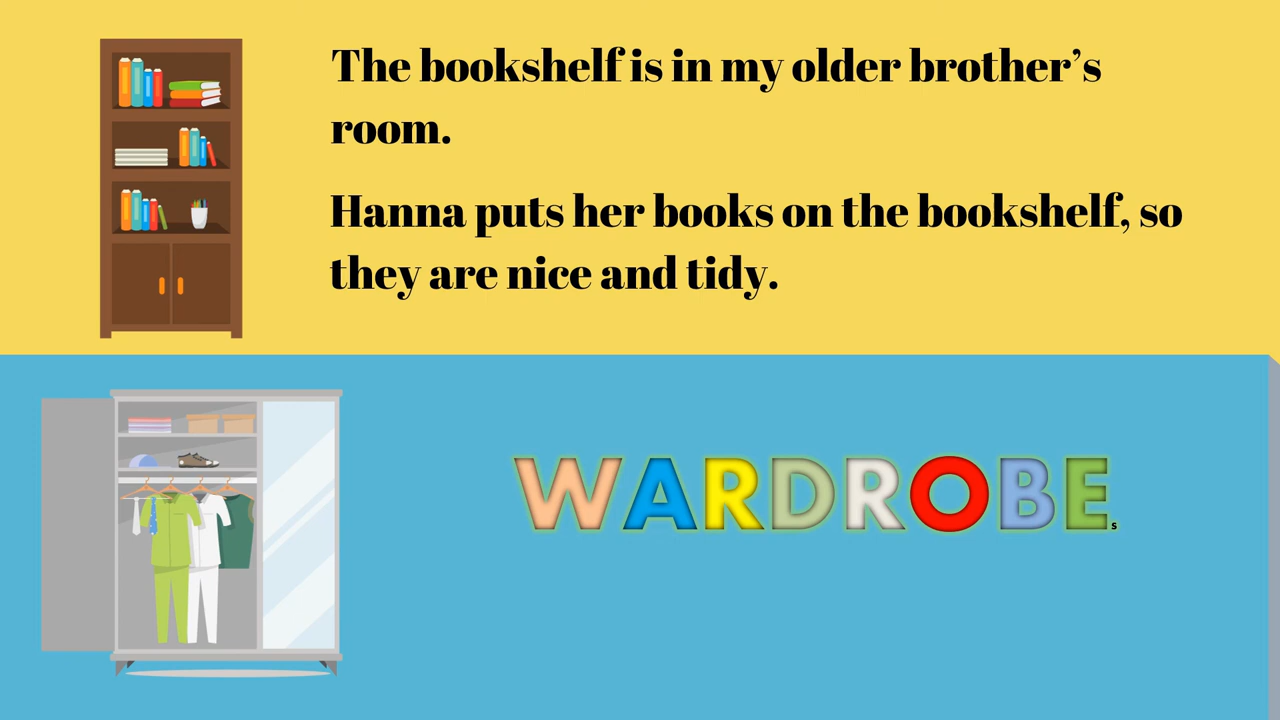 The bookshelf is in my older brother’s
room.
Hanna puts her books on the bookshelf, so
they are nice and tidy.
WARDROBEs